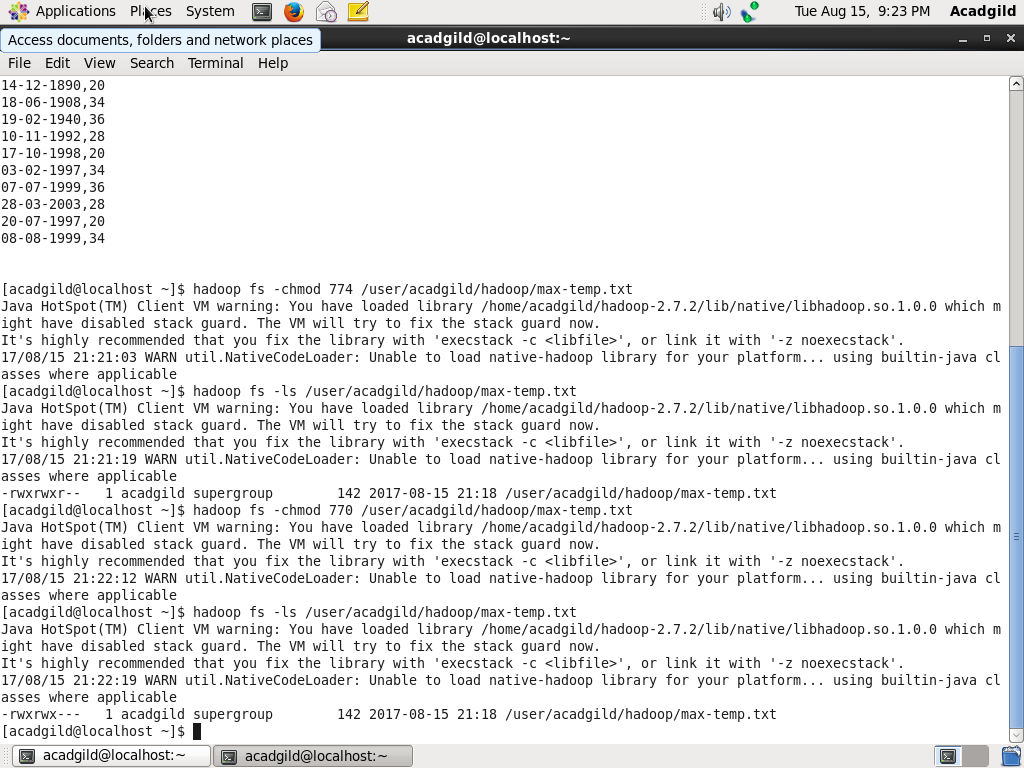 Applications Places System Tue Aug 15, 9:23 PM Acadgild
Access documents, folders and network places
acadgild@localhost:~
File Edit View Search Terminal Help
14-12-1890,20
18-06-1908,34
19-02-1940,36
10-11-1992,28
17-10-1998,20
03-02-1997,34
07-07-1999,36
28-03-2003,28
20-07-1997,20
08-08-1999,34
[acadgild@localhost ~]$ hadoop fs -chmod 774 /user/acadgild/hadoop/max-temp.txt
Java HotSpot(TM) Client VM warning: You have loaded library /home/acadgild/hadoop-2.7.2/lib/native/libhadoop.so.1.0.0 which m
ight have disabled stack guard. The VM will try to fix the stack guard now.
It's highly recommended that you fix the library with 'execstack -c <libfile>', or link it with '-z noexecstack'.
17/08/15 21:21:03 WARN util.NativeCodeLoader: Unable to load native-hadoop library for your platform... using builtin-java cl
asses where applicable
[acadgild@localhost ~]$ hadoop fs -ls /user/acadgild/hadoop/max-temp.txt
Java HotSpot(TM) Client VM warning: You have loaded library /home/acadgild/hadoop-2.7.2/lib/native/libhadoop.so.1.0.0 which m
ight have disabled stack guard. The VM will try to fix the stack guard now.
It's highly recommended that you fix the library with 'execstack -c <libfile>', or link it with '-z noexecstack'.
17/08/15 21:21:19 WARN util.NativeCodeLoader: Unable to load native-hadoop library for your platform... using builtin-java cl
asses where applicable
-rwxrwxr--   1 acadgild supergroup        142 2017-08-15 21:18 /user/acadgild/hadoop/max-temp.txt
[acadgild@localhost ~]$ hadoop fs -chmod 770 /user/acadgild/hadoop/max-temp.txt
Java HotSpot(TM) Client VM warning: You have loaded library /home/acadgild/hadoop-2.7.2/lib/native/libhadoop.so.1.0.0 which m
ight have disabled stack guard. The VM will try to fix the stack guard now.
It's highly recommended that you fix the library with 'execstack -c <libfile>', or link it with '-z noexecstack'.
17/08/15 21:22:12 WARN util.NativeCodeLoader: Unable to load native-hadoop library for your platform... using builtin-java cl
asses where applicable
[acadgild@localhost ~]$ hadoop fs -ls /user/acadgild/hadoop/max-temp.txt
Java HotSpot(TM) Client VM warning: You have loaded library /home/acadgild/hadoop-2.7.2/lib/native/libhadoop.so.1.0.0 which m
ight have disabled stack guard. The VM will try to fix the stack guard now.
It's highly recommended that you fix the library with 'execstack -c <libfile>', or link it with '-z noexecstack'.
17/08/15 21:22:19 WARN util.NativeCodeLoader: Unable to load native-hadoop library for your platform... using builtin-java cl
asses where applicable
-rwxrwx---   1 acadgild supergroup        142 2017-08-15 21:18 /user/acadgild/hadoop/max-temp.txt
[acadgild@localhost ~]$
acadgild@localhost:~ acadgild@localhost:~